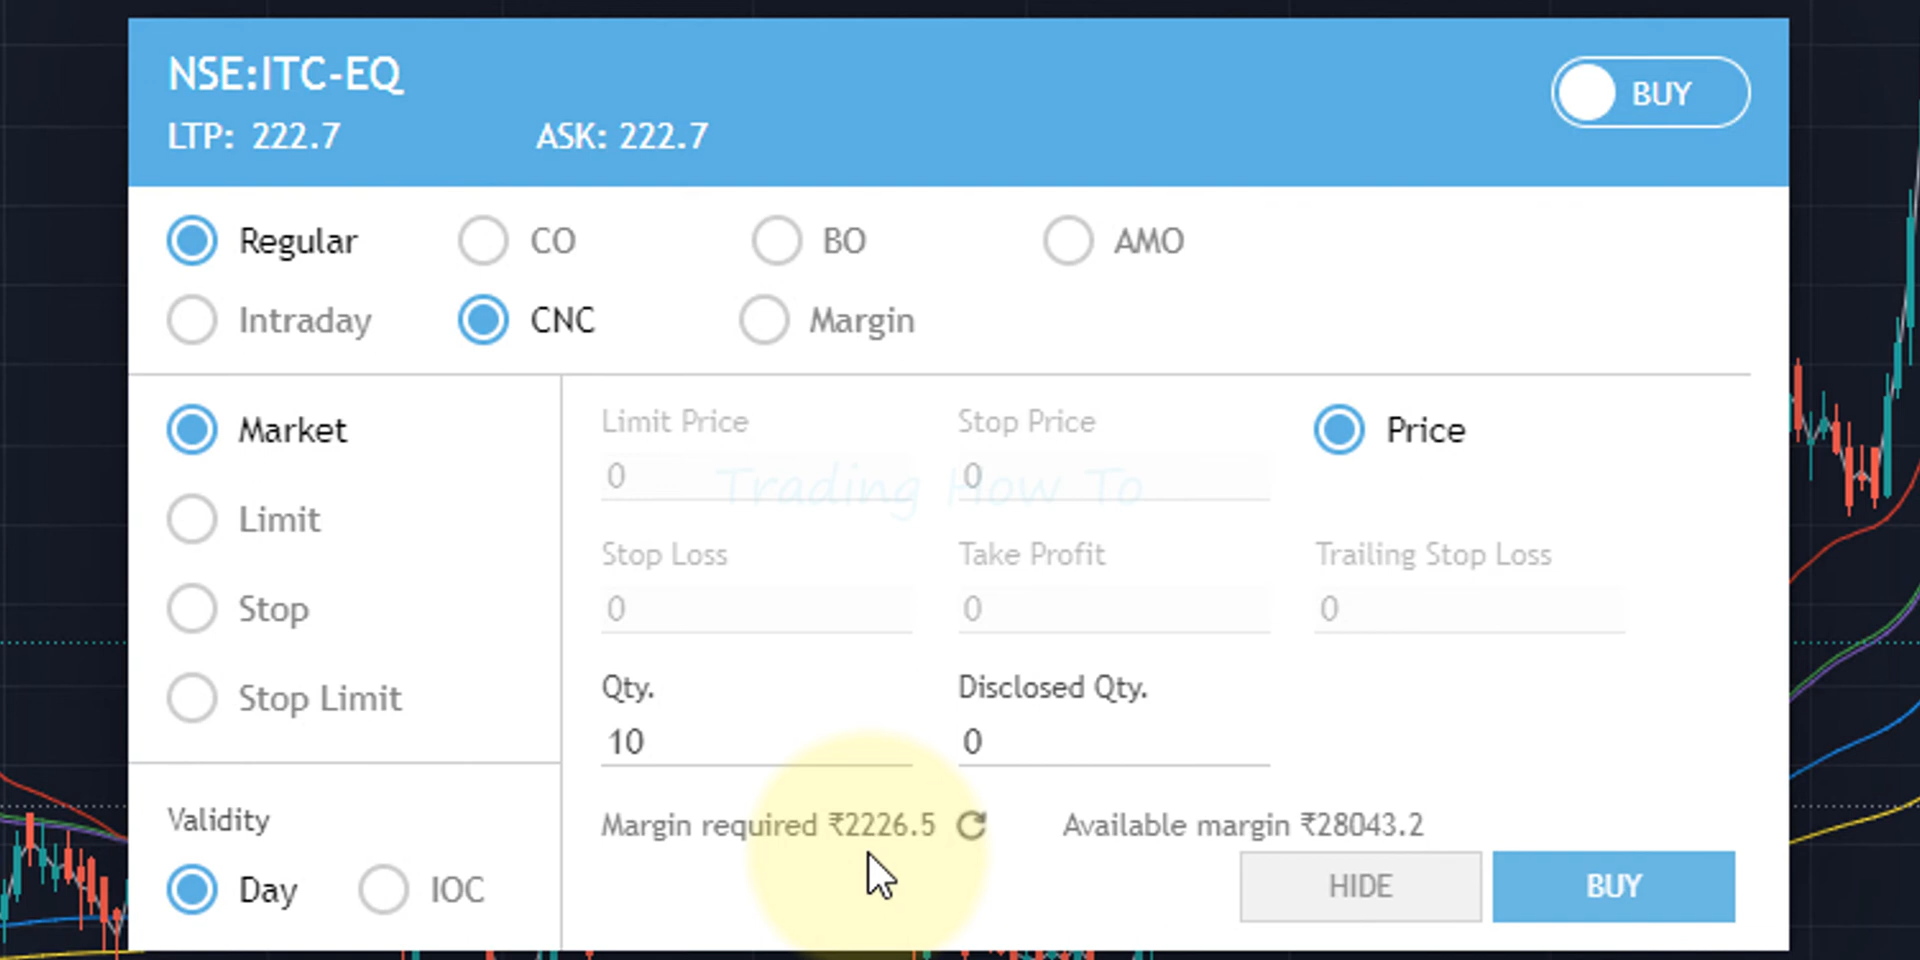 NSE:ITC-EQ
BUY
LTP: 222.7 ASK: 222.7
Regular CO BO AMO
Intraday CNC Margin
Market
Limit
Stop
Stop Limit
Validity
Day IOC
Limit Price Stop Price Price
0 0
Trading How To
Stop Loss Take Profit Trailing Stop Loss
0 0 0
Qty. Disclosed Qty.
10 0
Margin required ₹2226.5 Available margin ₹28043.2
HIDE BUY